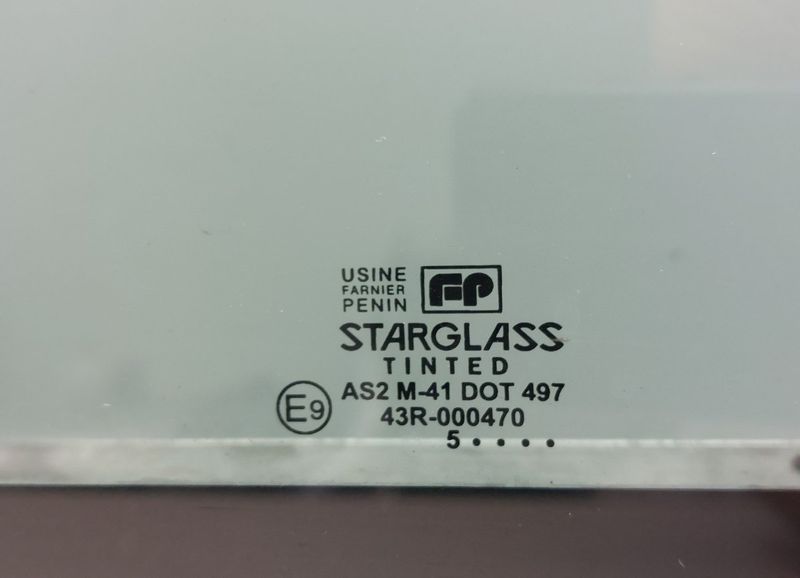 USINE
FARNIER
PENIN
FP
STARGLASS
TINTED
E9
AS2 M-41 DOT 497
43R-000470
5 • • • •